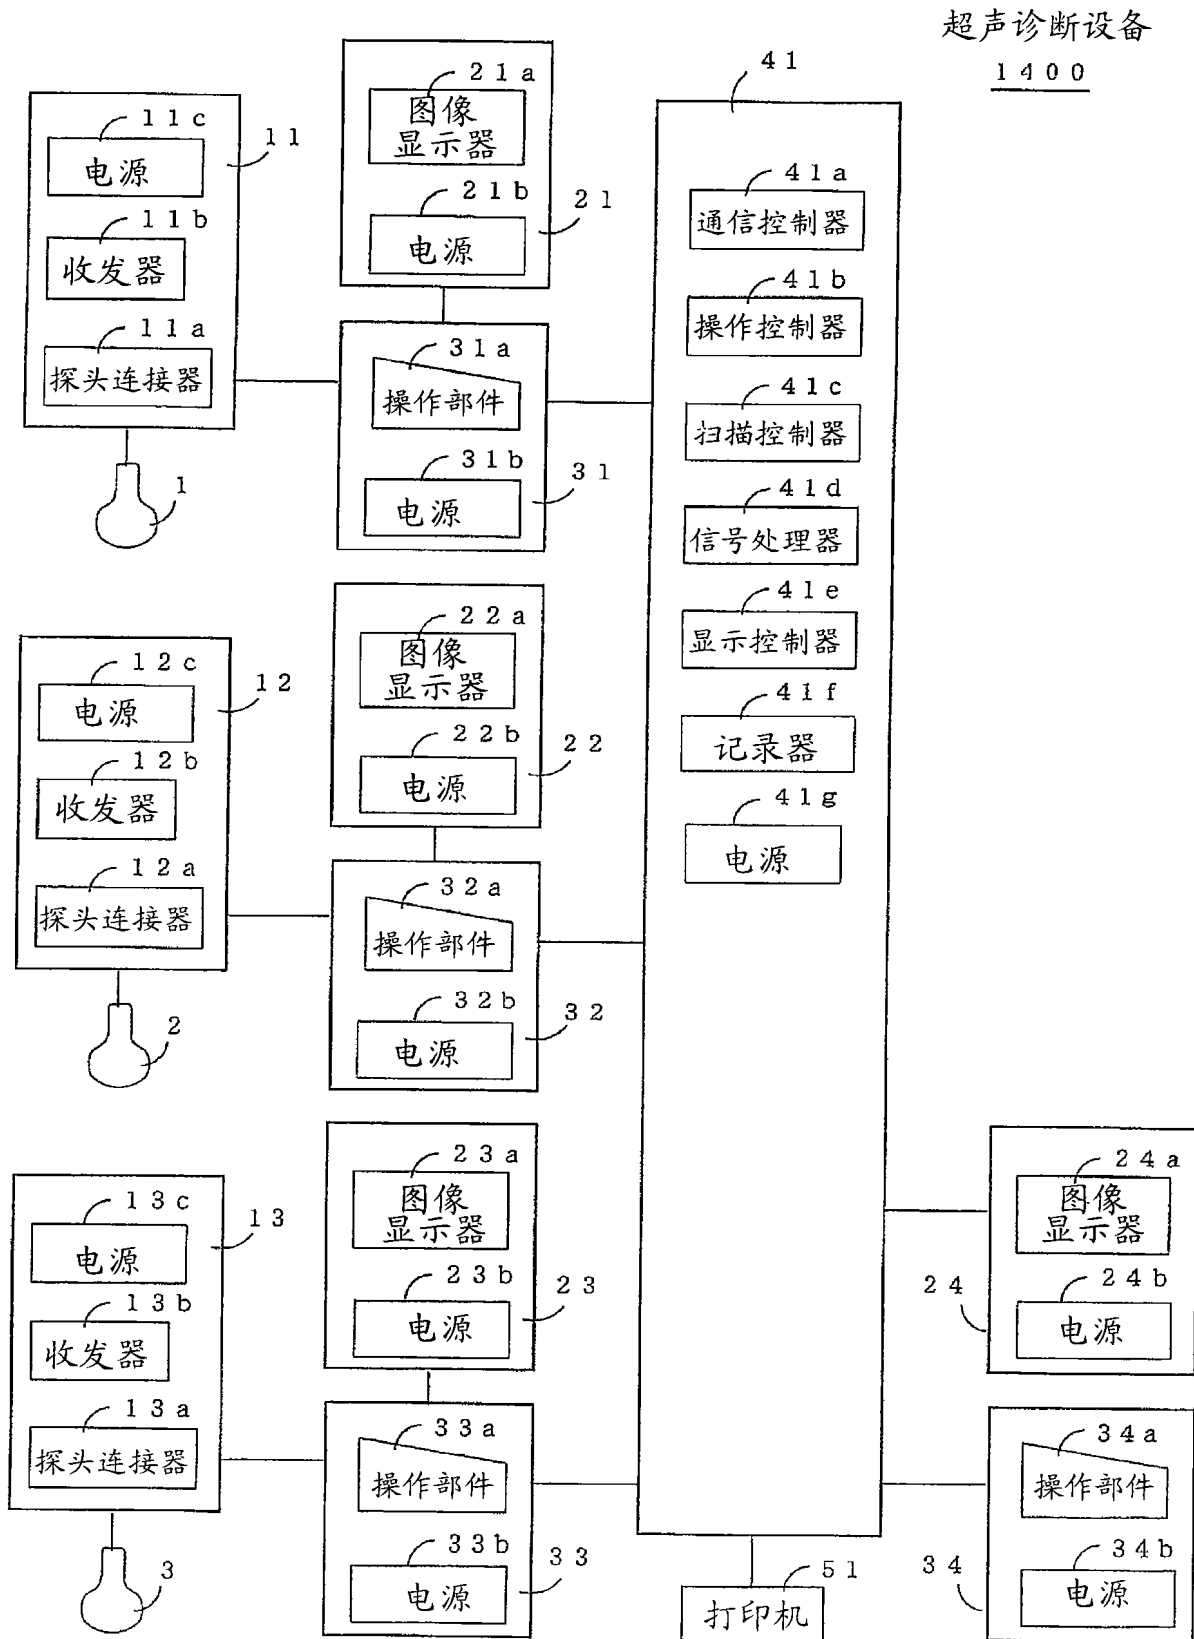 超声诊断设备
1400
11c
电源
11
11b
收发器
11a
探头连接器
1
21a
图像
显示器
21b
电源
21
31a
操作部件
31b
电源
31
12c
电源
12
12b
收发器
12a
探头连接器
2
22a
图像
显示器
22b
电源
22
32a
操作部件
32b
电源
32
13c
电源
13
13b
收发器
13a
探头连接器
3
23a
图像
显示器
23b
电源
23
33a
操作部件
33b
电源
33
41
41a
通信控制器
41b
操作控制器
41c
扫描控制器
41d
信号处理器
41e
显示控制器
41f
记录器
41g
电源
51
打印机
24a
图像
显示器
24b
电源
24
34a
操作部件
34b
电源
34